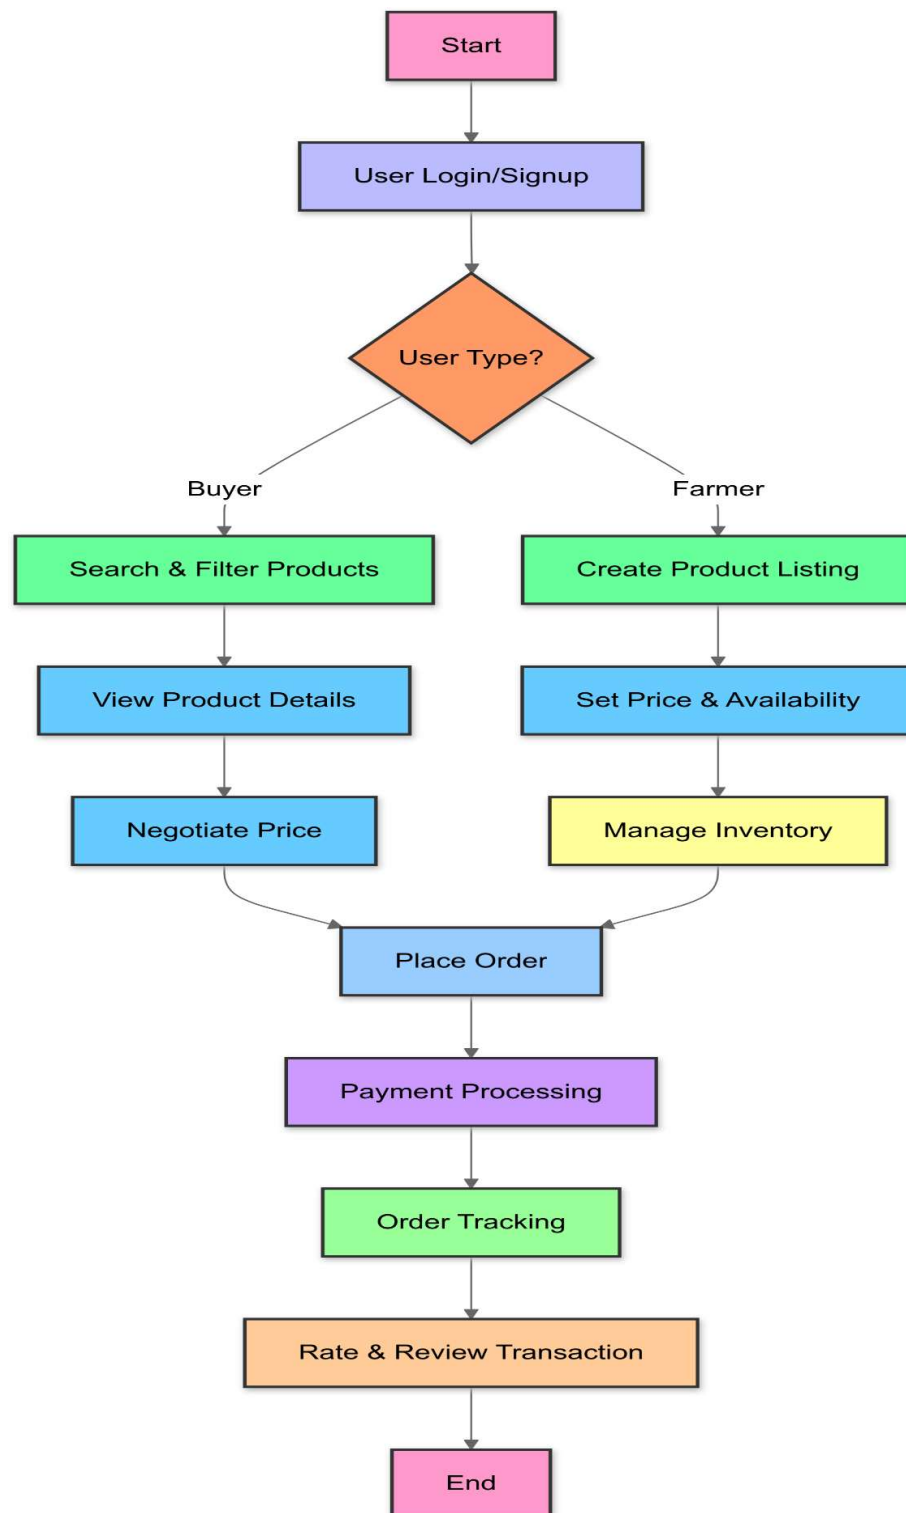 Start
User Login/Signup
User Type?
Buyer
Farmer
Search & Filter Products
Create Product Listing
View Product Details
Set Price & Availability
Negotiate Price
Manage Inventory
Place Order
Payment Processing
Order Tracking
Rate & Review Transaction
End